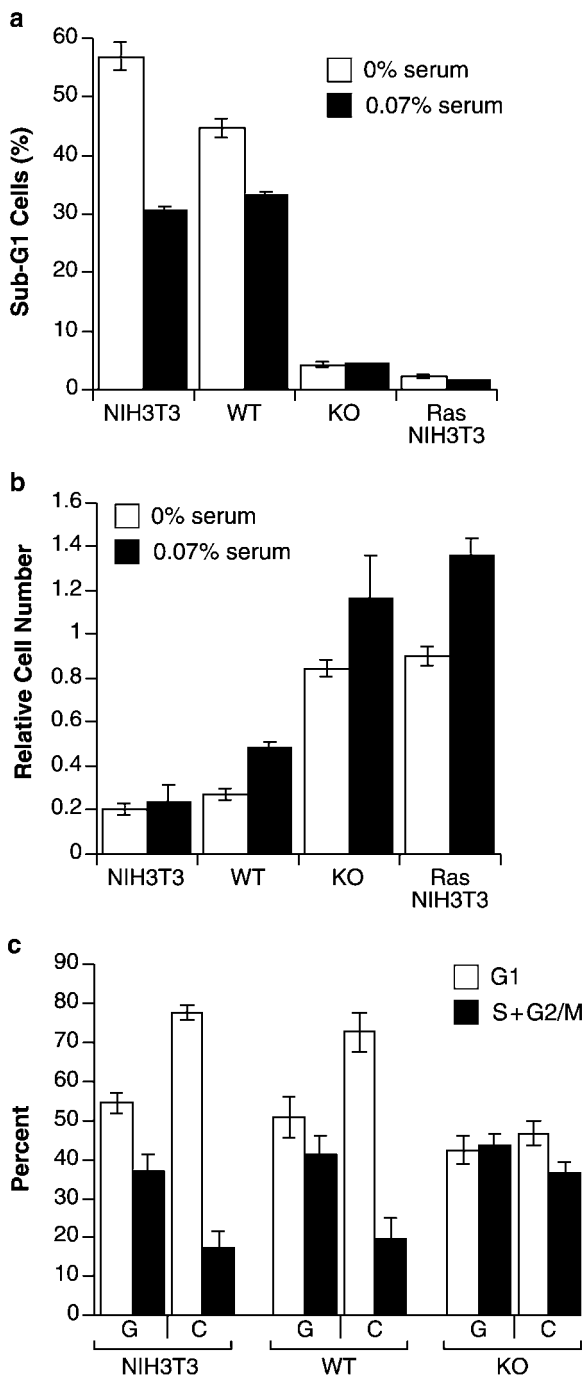 a
60
50
40
30
20
10
0
Sub-G1 Cells (%)
0% serum
0.07% serum
NIH3T3 WT KO Ras
NIH3T3
b
1.6
1.4
1.2
1
0.8
0.6
0.4
0.2
0
Relative Cell Number
0% serum
0.07% serum
NIH3T3 WT KO Ras
NIH3T3
c
90
80
70
60
50
40
30
20
10
0
Percent
G1
S+G2/M
G C G C G C
NIH3T3 WT KO